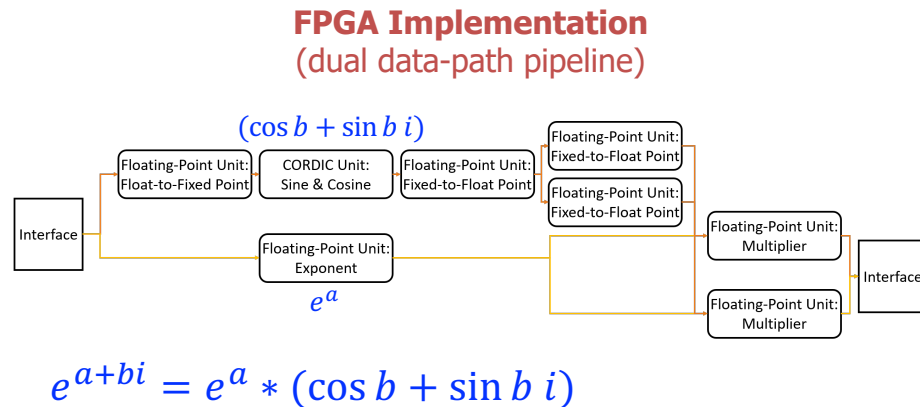 FPGA Implementation
(dual data-path pipeline)
(cos b + sin b i)
Floating-Point Unit:
Float-to-Fixed Point
CORDIC Unit:
Sine & Cosine
Floating-Point Unit:
Fixed-to-Float Point
Floating-Point Unit:
Fixed-to-Float Point
Floating-Point Unit:
Fixed-to-Float Point
Interface
Floating-Point Unit:
Exponent
e^a
Floating-Point Unit:
Multiplier
Floating-Point Unit:
Multiplier
Interface
e^{a+bi} = e^a * (cos b + sin b i)